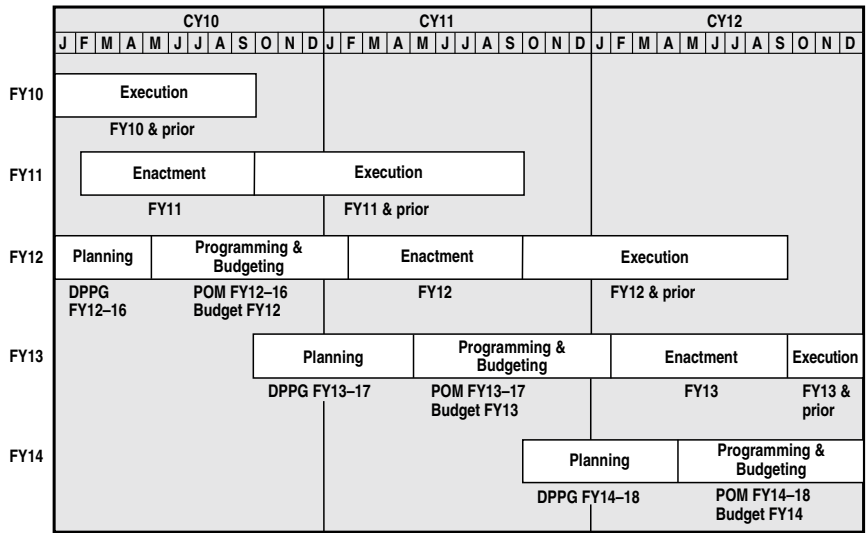 CY10 CY11 CY12
J F M A M J J A S O N D J F M A M J J A S O N D J F M A M J J A S O N D
FY10 Execution
FY10 & prior
FY11 Enactment Execution
FY11 FY11 & prior
FY12 Planning Programming & Budgeting Enactment Execution
DPPG FY12–16 POM FY12–16 Budget FY12 FY12 FY12 & prior
FY13 Planning Programming & Budgeting Enactment Execution
DPPG FY13–17 POM FY13–17 Budget FY13 FY13 FY13 & prior
FY14 Planning Programming & Budgeting
DPPG FY14–18 POM FY14–18 Budget FY14